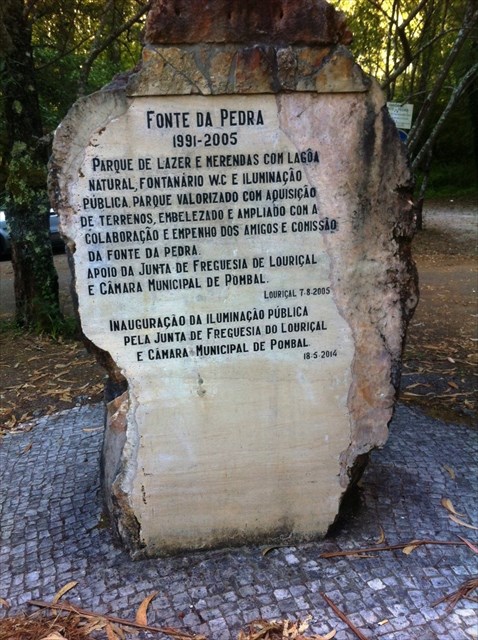 FONTE DA PEDRA
1991-2005
PARQUE DE LAZER E MERENDAS COM LAGÔA
NATURAL, FONTANÁRIO W.C E ILUMINAÇÃO
PÚBLICA, PARQUE VALORIZADO COM AQUISIÇÃO
DE TERRENOS, EMBELEZADO E AMPLIADO COM A
COLABORAÇÃO E EMPENHO DOS AMIGOS E COMISSÃO
DA FONTE DA PEDRA.
APOIO DA JUNTA DE FREGUESIA DE LOURIÇAL
E CÂMARA MUNICIPAL DE POMBAL.
LOURIÇAL 7-8-2005
INAUGURAÇÃO DA ILUMINAÇÃO PÚBLICA
PELA JUNTA DE FREGUESIA DO LOURIÇAL
E CÂMARA MUNICIPAL DE POMBAL
18-5-2014